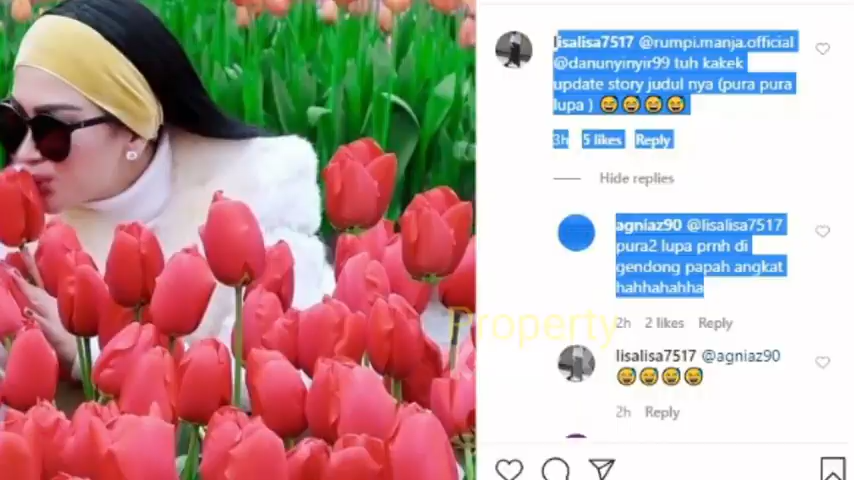 lisalisa7517 @rumpi.manja.official
@danunyinyir99 tuh kakek
update story judul nya (pura pura
lupa ) 😅😅😅😅
3h 5 likes Reply
Hide replies
agniaz90 @lisalisa7517
pura2 lupa prnh di
gendong papah angkat
hahhahahha
2h 2 likes Reply
lisalisa7517 @agniaz90
😅😅😅😅
2h Reply
Property